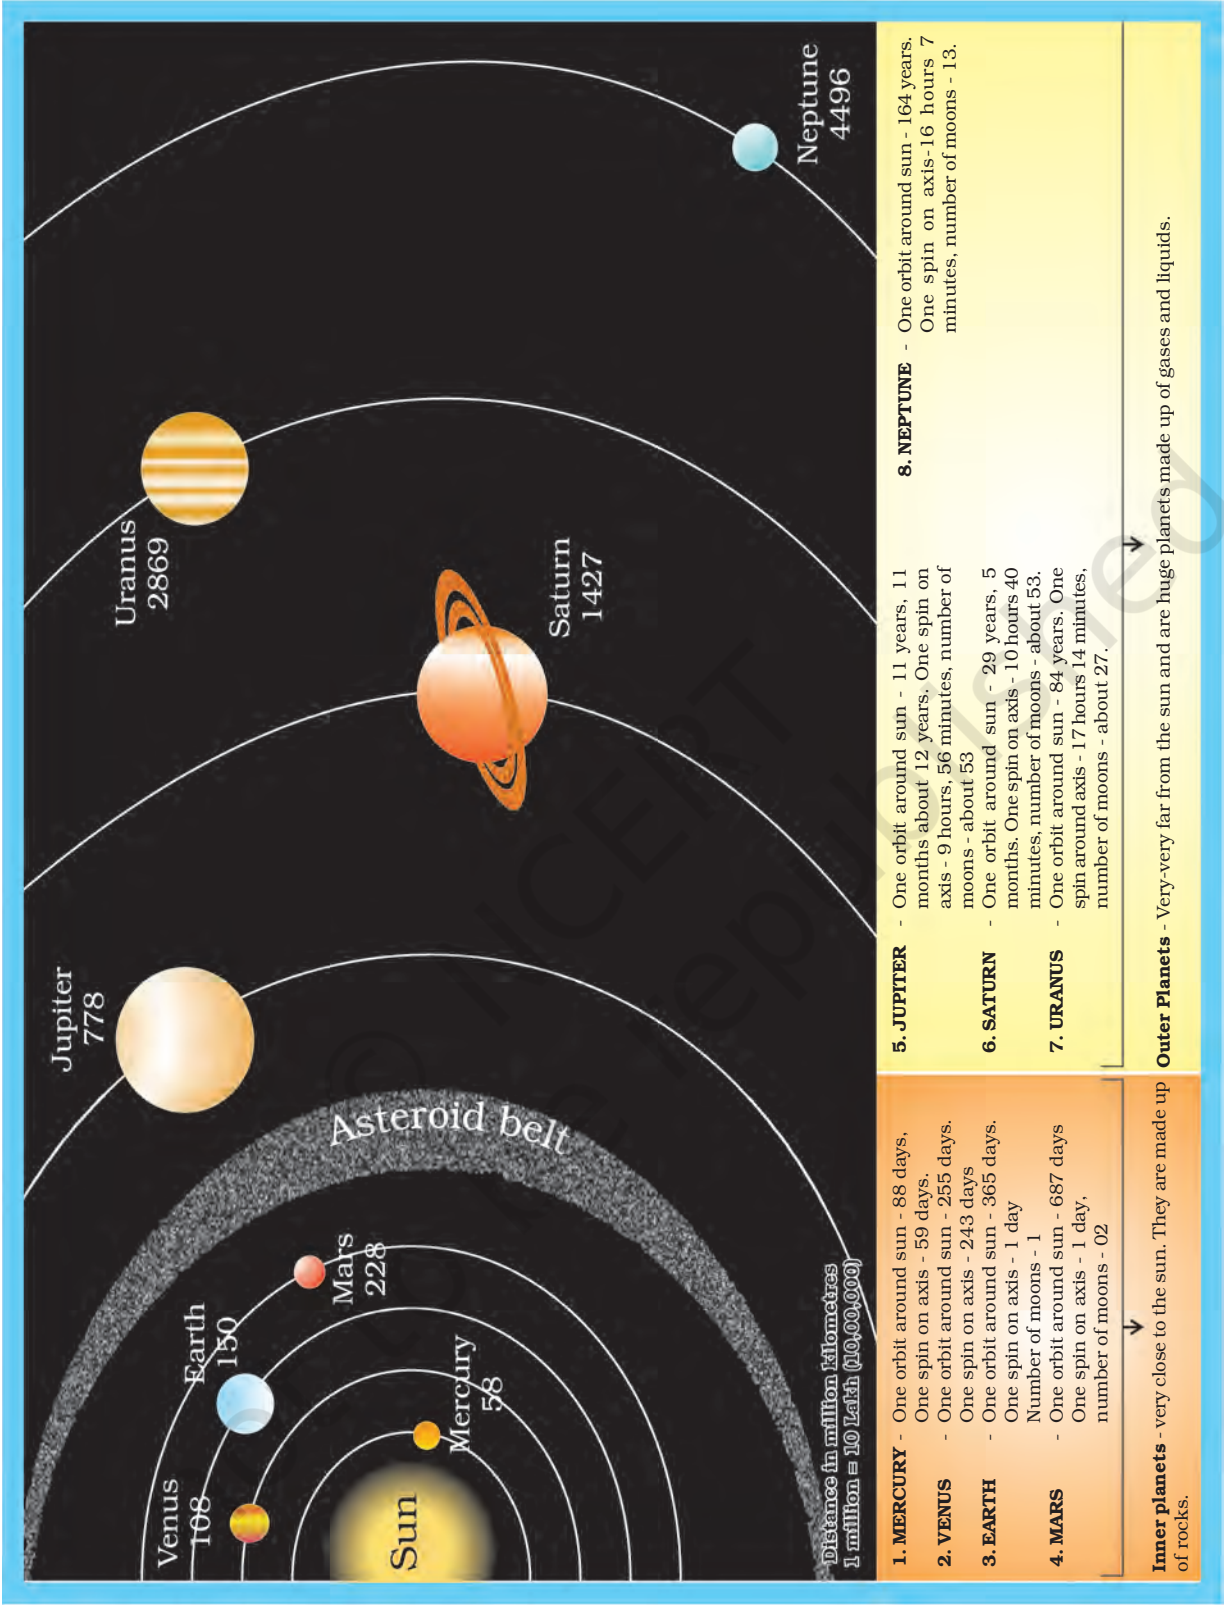 Neptune
4496
Uranus
2869
Saturn
1427
Jupiter
778
Asteroid belt
Mars
228
Earth
150
Venus
108
Mercury
58
Sun
Distance in million kilometres
1 million = 10 Lakh (10,00,000)
1. MERCURY - One orbit around sun - 88 days,
One spin on axis - 59 days.
2. VENUS - One orbit around sun - 255 days.
One spin on axis - 243 days
3. EARTH - One orbit around sun - 365 days.
One spin on axis - 1 day
Number of moons - 1
4. MARS - One orbit around sun - 687 days
One spin on axis - 1 day,
number of moons - 02
Inner planets - very close to the sun. They are made up
of rocks.
5. JUPITER - One orbit around sun - 11 years, 11
months about 12 years. One spin on
axis - 9 hours, 56 minutes, number of
moons - about 53
6. SATURN - One orbit around sun - 29 years, 5
months. One spin on axis - 10 hours 40
minutes, number of moons - about 53.
7. URANUS - One orbit around sun - 84 years. One
spin around axis - 17 hours 14 minutes,
number of moons - about 27.
8. NEPTUNE - One orbit around sun - 164 years.
One spin on axis-16 hours 7
minutes, number of moons - 13.
Outer Planets - Very-very far from the sun and are huge planets made up of gases and liquids.
© NCERT
not to be republished